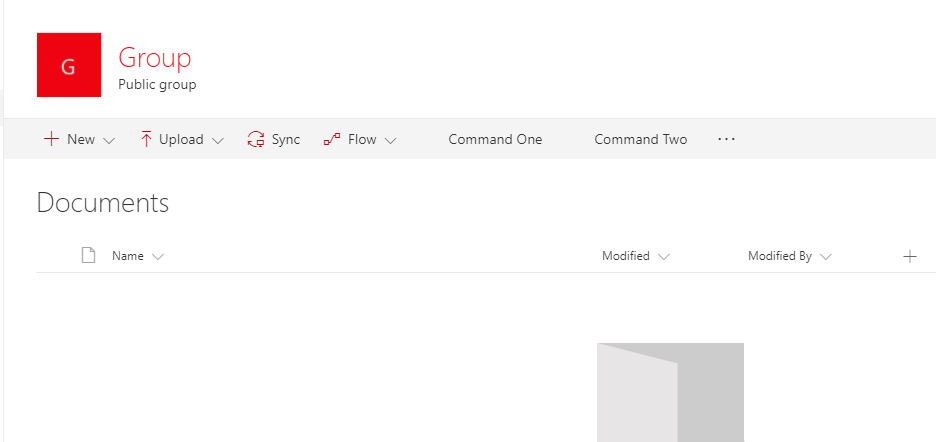 G
Group
Public group
New Upload Sync Flow Command One Command Two ···
Documents
Name Modified Modified By